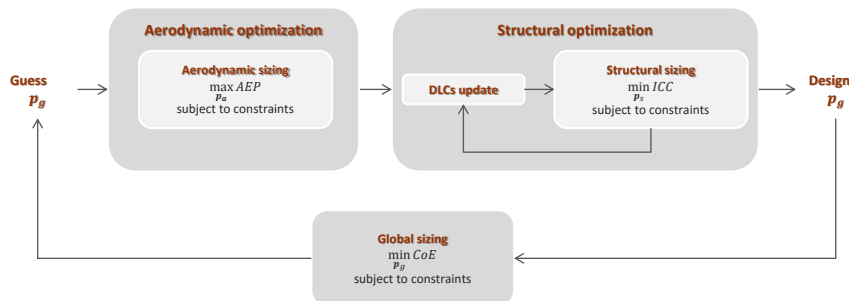 Aerodynamic optimization
Structural optimization
Guess
p_g
Aerodynamic sizing
max AEP
p_a
subject to constraints
DLCs update
Structural sizing
min ICC
p_s
subject to constraints
Design
p_g
Global sizing
min CoE
p_g
subject to constraints